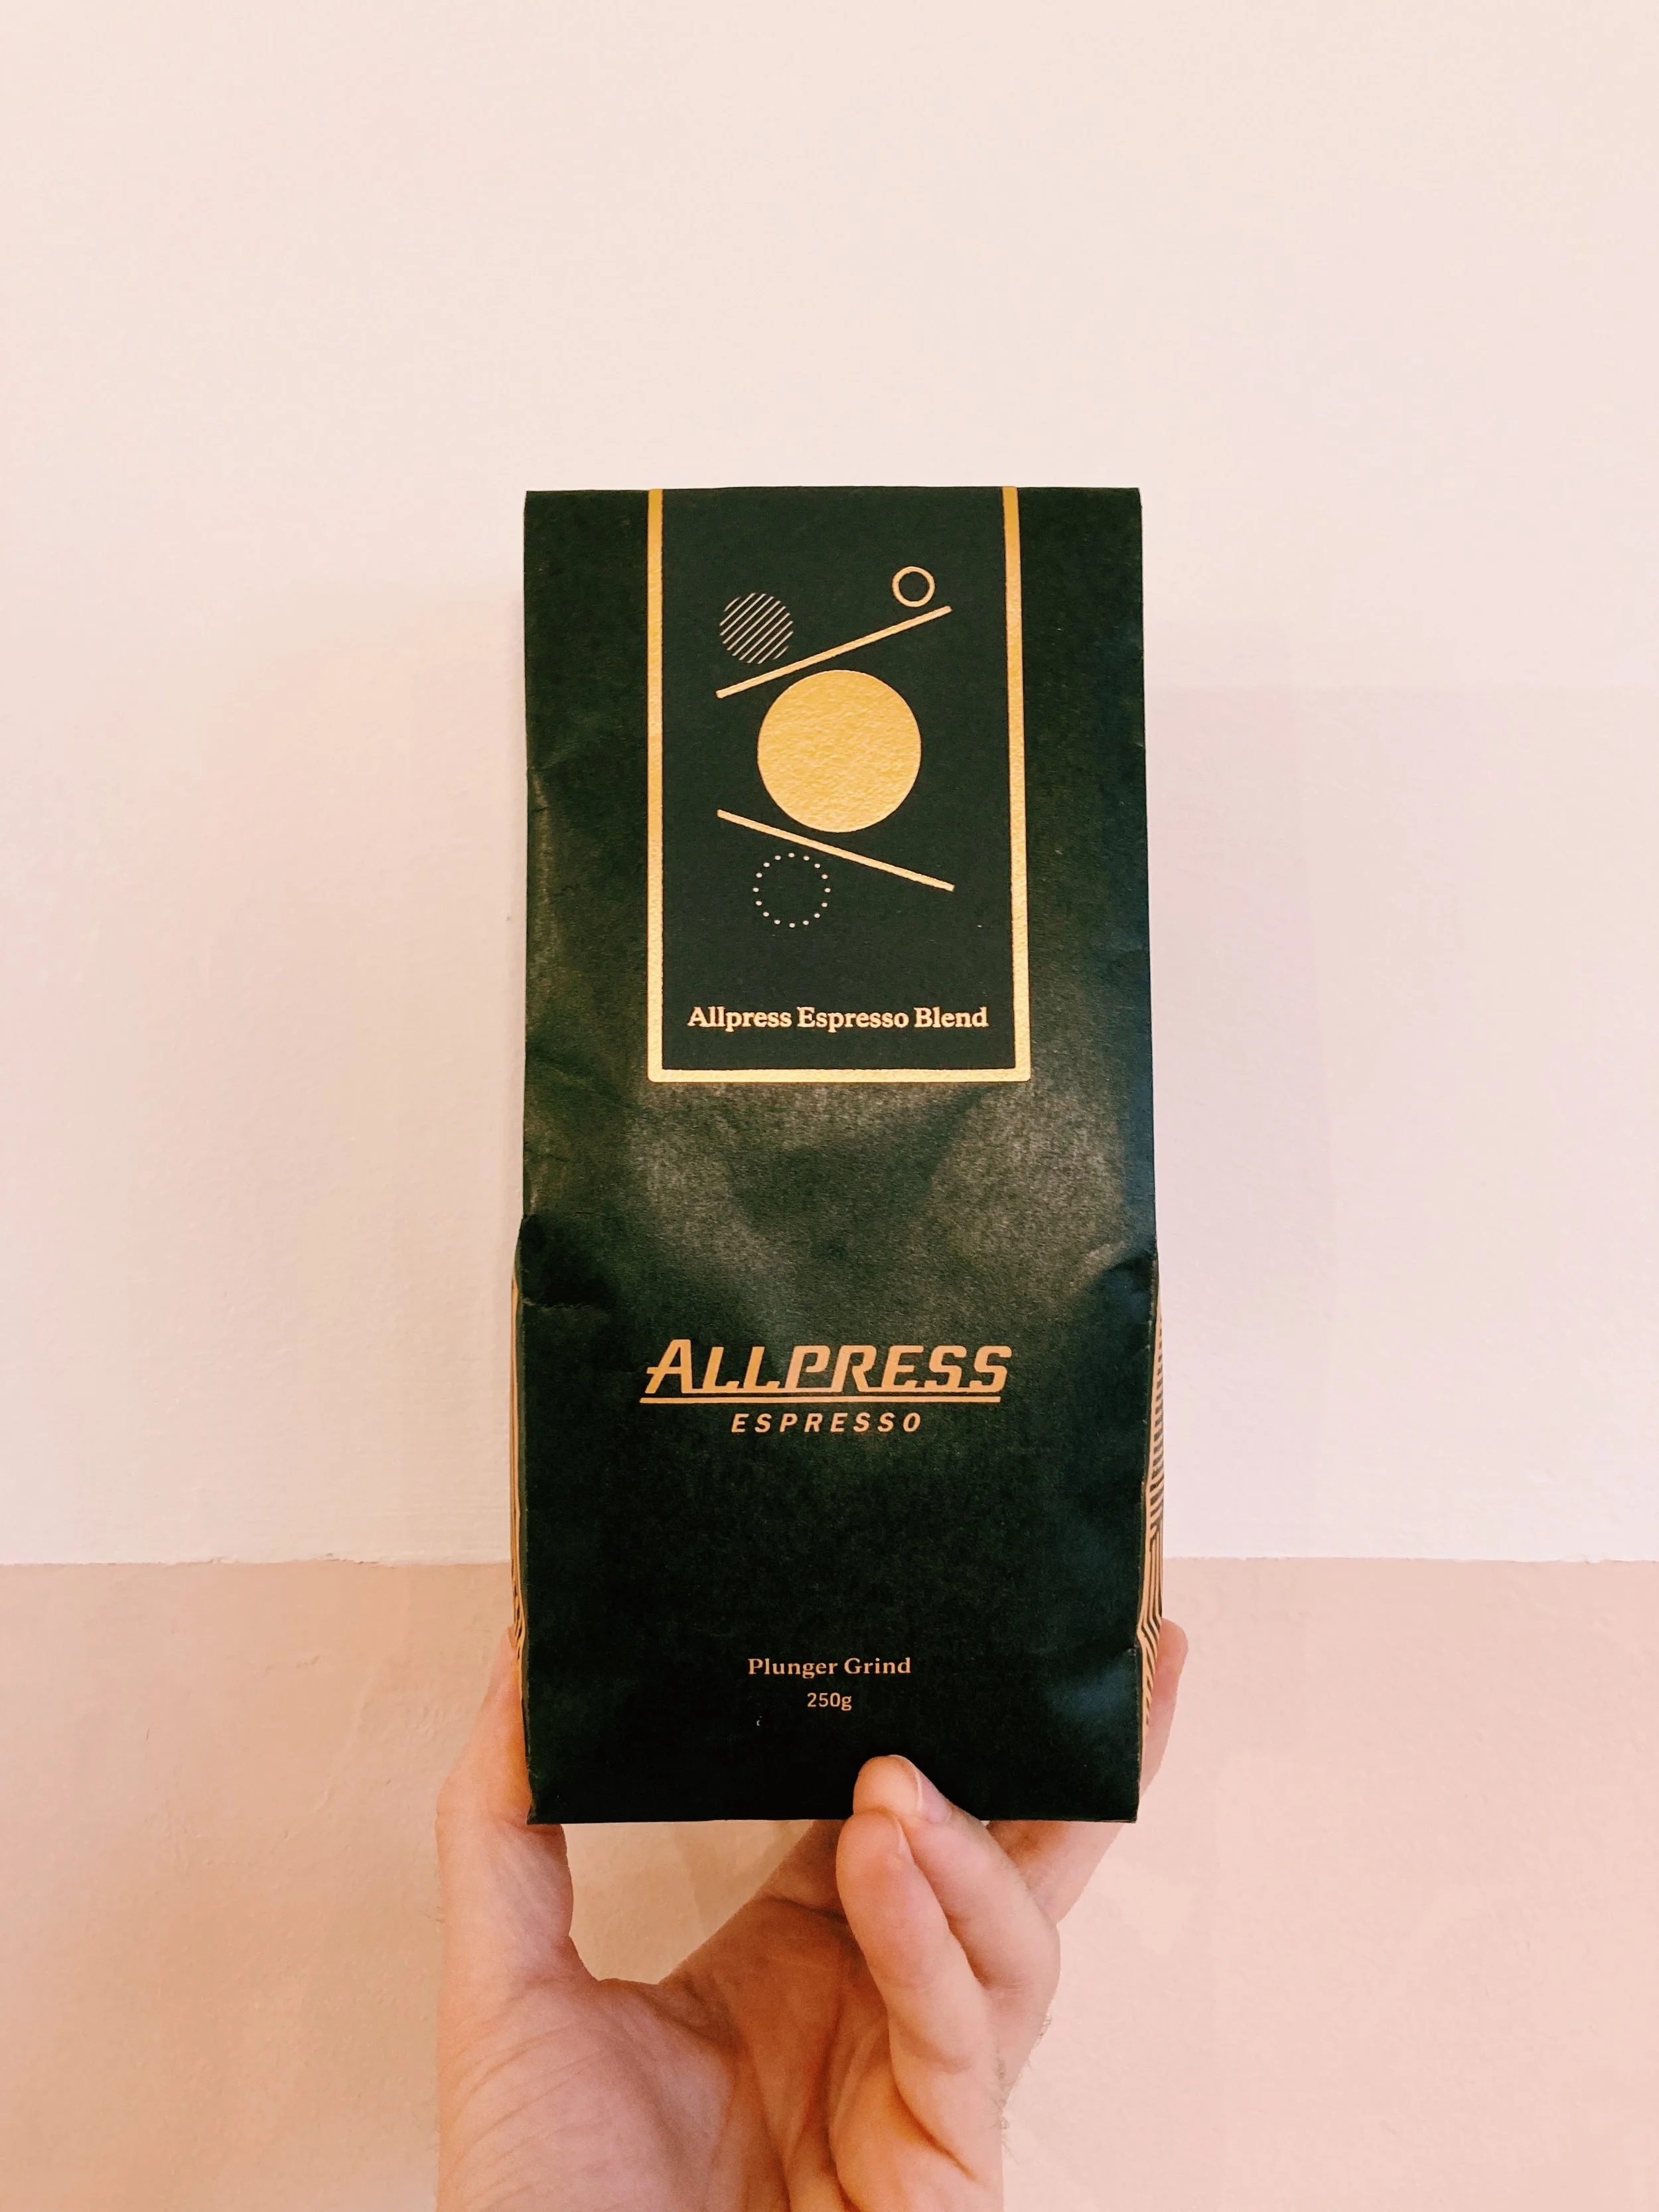 Allpress Espresso Blend
ALLPRESS
ESPRESSO
Plunger Grind
250g